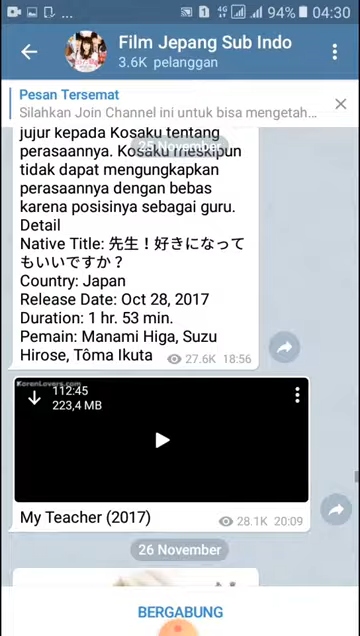 94% 04:30
Film Jepang Sub Indo
3.6K pelanggan
Pesan Tersemat
Silahkan Join Channel ini untuk bisa mengetah...
25 November
jujur kepada Kosaku tentang
perasaannya. Kosaku meskipun
tidak dapat mengungkapkan
perasaannya dengan bebas
karena posisinya sebagai guru.
Detail
Native Title: 先生！好きになって
もいいですか？
Country: Japan
Release Date: Oct 28, 2017
Duration: 1 hr. 53 min.
Pemain: Manami Higa, Suzu
Hirose, Tôma Ikuta 27.6K 18:56
KorenLovers.com
112:45
223,4 MB
My Teacher (2017) 28.1K 20:09
26 November
BERGABUNG